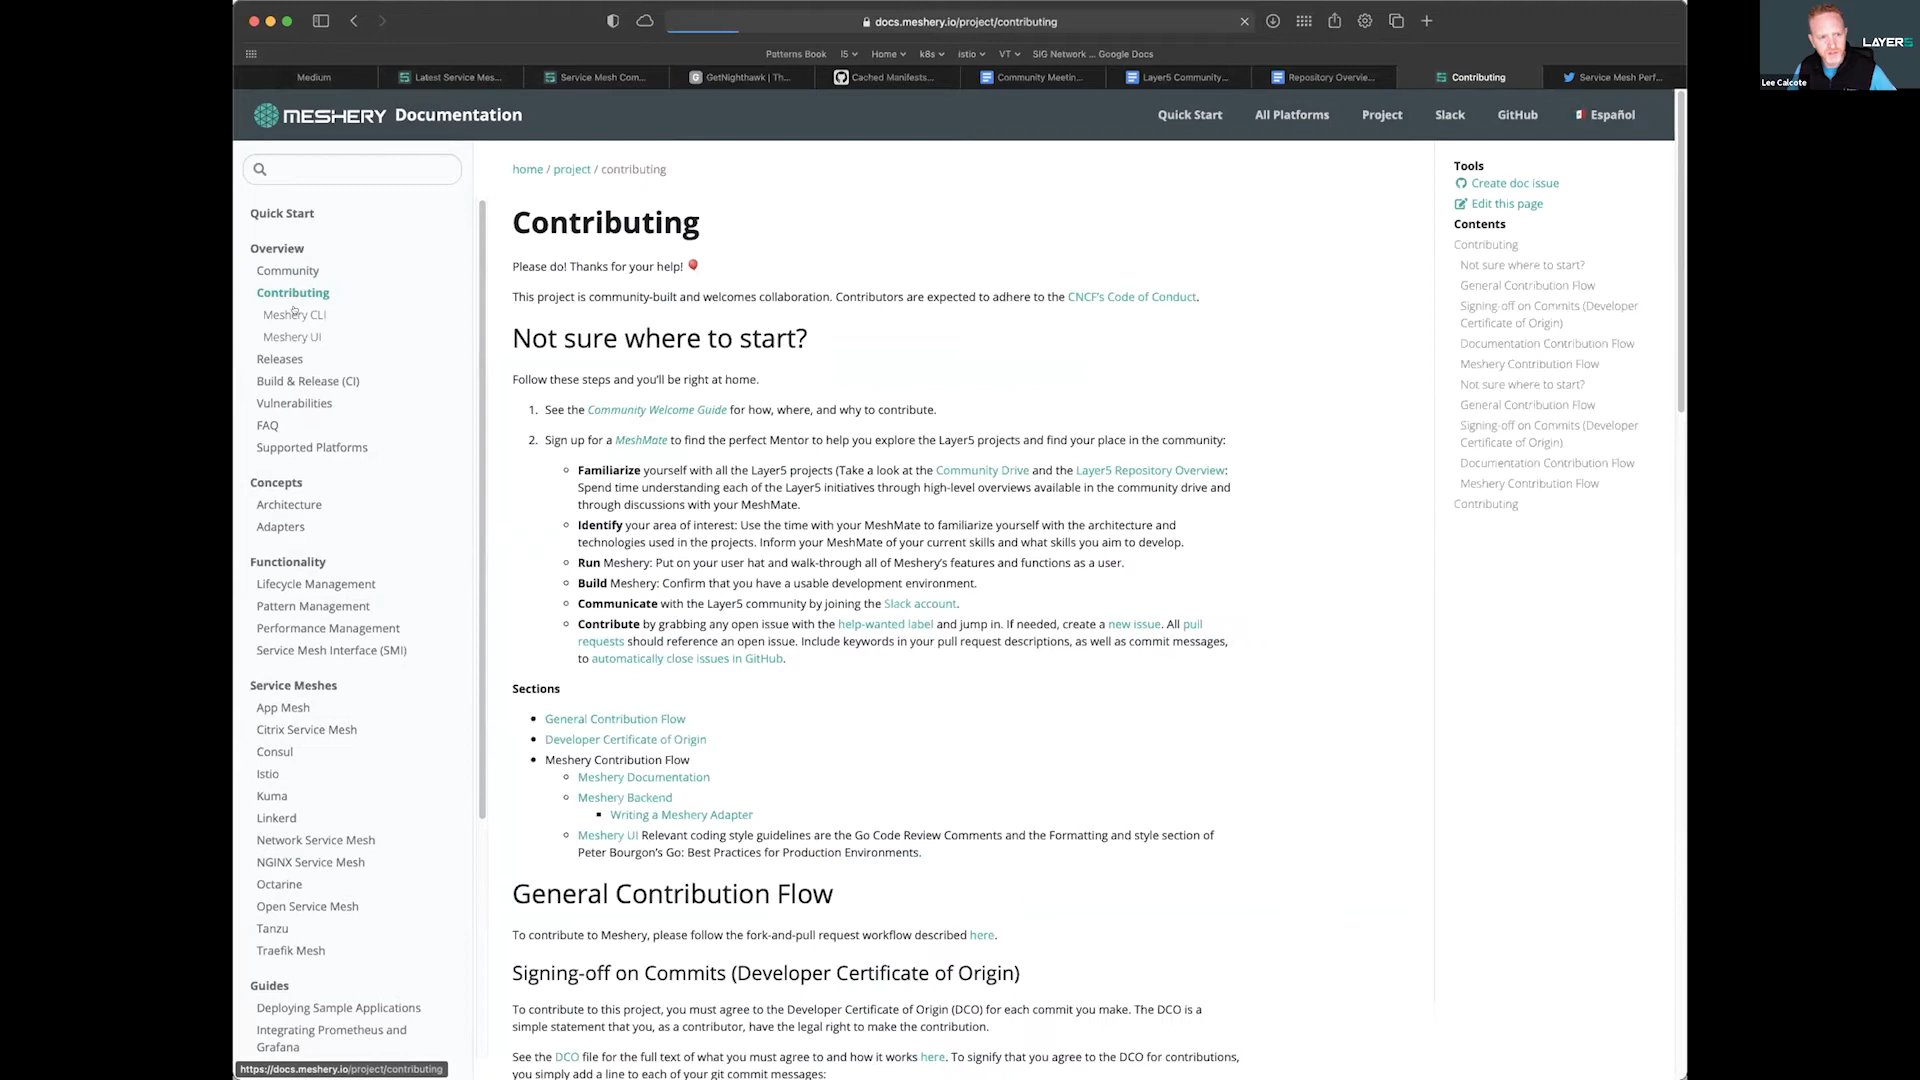 docs.meshery.io/project/contributing
Patterns Book I5 Home k8s istio VT SIG Network ... Google Docs
Medium
Latest Service Mes...
Service Mesh Com...
GetNighthawk | Th...
Cached Manifests...
Community Meetin...
Layer5 Community...
Repository Overvie...
Contributing
Service Mesh Perf...
LAYER5
Lee Calcote
MESHERY Documentation
Quick Start
All Platforms
Project
Slack
GitHub
Español
Quick Start
Overview
Community
Contributing
Meshery CLI
Meshery UI
Releases
Build & Release (CI)
Vulnerabilities
FAQ
Supported Platforms
Concepts
Architecture
Adapters
Functionality
Lifecycle Management
Pattern Management
Performance Management
Service Mesh Interface (SMI)
Service Meshes
App Mesh
Citrix Service Mesh
Consul
Istio
Kuma
Linkerd
Network Service Mesh
NGINX Service Mesh
Octarine
Open Service Mesh
Tanzu
Traefik Mesh
Guides
Deploying Sample Applications
Integrating Prometheus and
Grafana
https://docs.meshery.io/project/contributing
home / project / contributing
Contributing
Please do! Thanks for your help! 🎈
This project is community-built and welcomes collaboration. Contributors are expected to adhere to the CNCF's Code of Conduct.
Not sure where to start?
Follow these steps and you'll be right at home.
1. See the Community Welcome Guide for how, where, and why to contribute.
2. Sign up for a MeshMate to find the perfect Mentor to help you explore the Layer5 projects and find your place in the community:
Familiarize yourself with all the Layer5 projects (Take a look at the Community Drive and the Layer5 Repository Overview:
Spend time understanding each of the Layer5 initiatives through high-level overviews available in the community drive and
through discussions with your MeshMate.
Identify your area of interest: Use the time with your MeshMate to familiarize yourself with the architecture and
technologies used in the projects. Inform your MeshMate of your current skills and what skills you aim to develop.
Run Meshery: Put on your user hat and walk-through all of Meshery's features and functions as a user.
Build Meshery: Confirm that you have a usable development environment.
Communicate with the Layer5 community by joining the Slack account.
Contribute by grabbing any open issue with the help-wanted label and jump in. If needed, create a new issue. All pull
requests should reference an open issue. Include keywords in your pull request descriptions, as well as commit messages,
to automatically close issues in GitHub.
Sections
General Contribution Flow
Developer Certificate of Origin
Meshery Contribution Flow
Meshery Documentation
Meshery Backend
Writing a Meshery Adapter
Meshery UI Relevant coding style guidelines are the Go Code Review Comments and the Formatting and style section of
Peter Bourgon's Go: Best Practices for Production Environments.
General Contribution Flow
To contribute to Meshery, please follow the fork-and-pull request workflow described here.
Signing-off on Commits (Developer Certificate of Origin)
To contribute to this project, you must agree to the Developer Certificate of Origin (DCO) for each commit you make. The DCO is a
simple statement that you, as a contributor, have the legal right to make the contribution.
See the DCO file for the full text of what you must agree to and how it works here. To signify that you agree to the DCO for contributions,
you simply add a line to each of your git commit messages:
Tools
Create doc issue
Edit this page
Contents
Contributing
Not sure where to start?
General Contribution Flow
Signing-off on Commits (Developer
Certificate of Origin)
Documentation Contribution Flow
Meshery Contribution Flow
Not sure where to start?
General Contribution Flow
Signing-off on Commits (Developer
Certificate of Origin)
Documentation Contribution Flow
Meshery Contribution Flow
Contributing